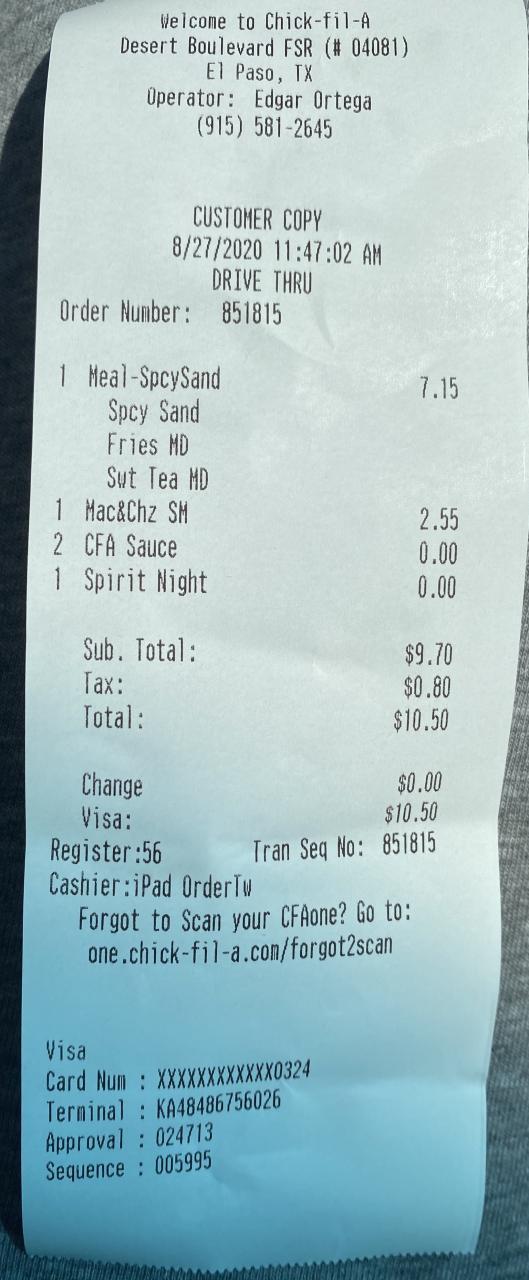 Welcome to Chick-fil-A
Desert Boulevard FSR (# 04081)
El Paso, TX
Operator: Edgar Ortega
(915) 581-2645
CUSTOMER COPY
8/27/2020 11:47:02 AM
DRIVE THRU
Order Number: 851815
1 Meal-SpcySand 7.15
Spcy Sand
Fries MD
Swt Tea MD
1 Mac&Chz SM 2.55
2 CFA Sauce 0.00
1 Spirit Night 0.00
Sub. Total: $9.70
Tax: $0.80
Total: $10.50
Change $0.00
Visa: $10.50
Register:56 Tran Seq No: 851815
Cashier:iPad OrderTw
Forgot to Scan your CFAone? Go to:
one.chick-fil-a.com/forgot2scan
Visa
Card Num : XXXXXXXXXXXX0324
Terminal : KA48486756026
Approval : 024713
Sequence : 005995